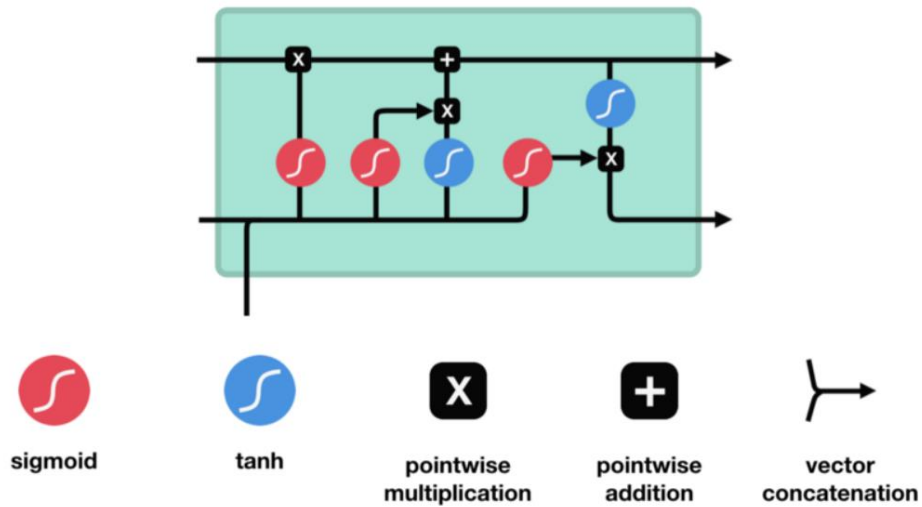 X
+
X
X
X
+
sigmoid
tanh
pointwise
multiplication
pointwise
addition
vector
concatenation